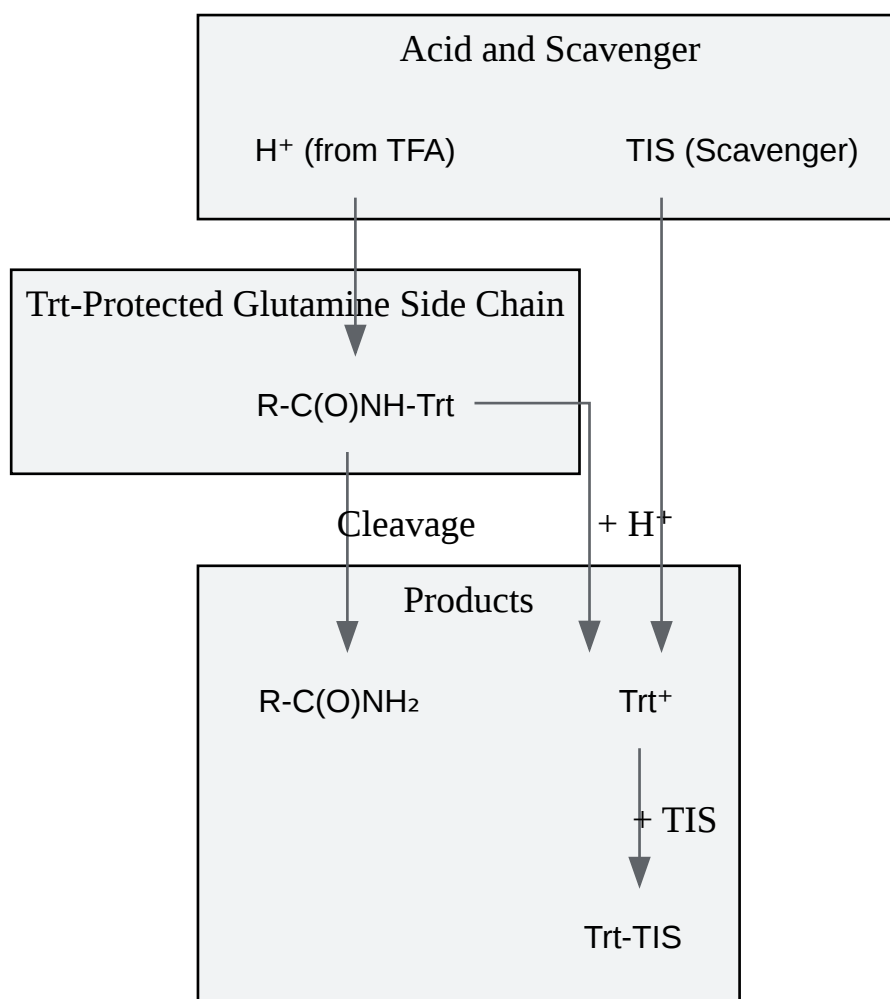 Acid and Scavenger
H⁺ (from TFA)
TIS (Scavenger)
Trt-Protected Glutamine Side Chain
R-C(O)NH-Trt
Cleavage
+ H⁺
Products
R-C(O)NH₂
Trt⁺
+ TIS
Trt-TIS